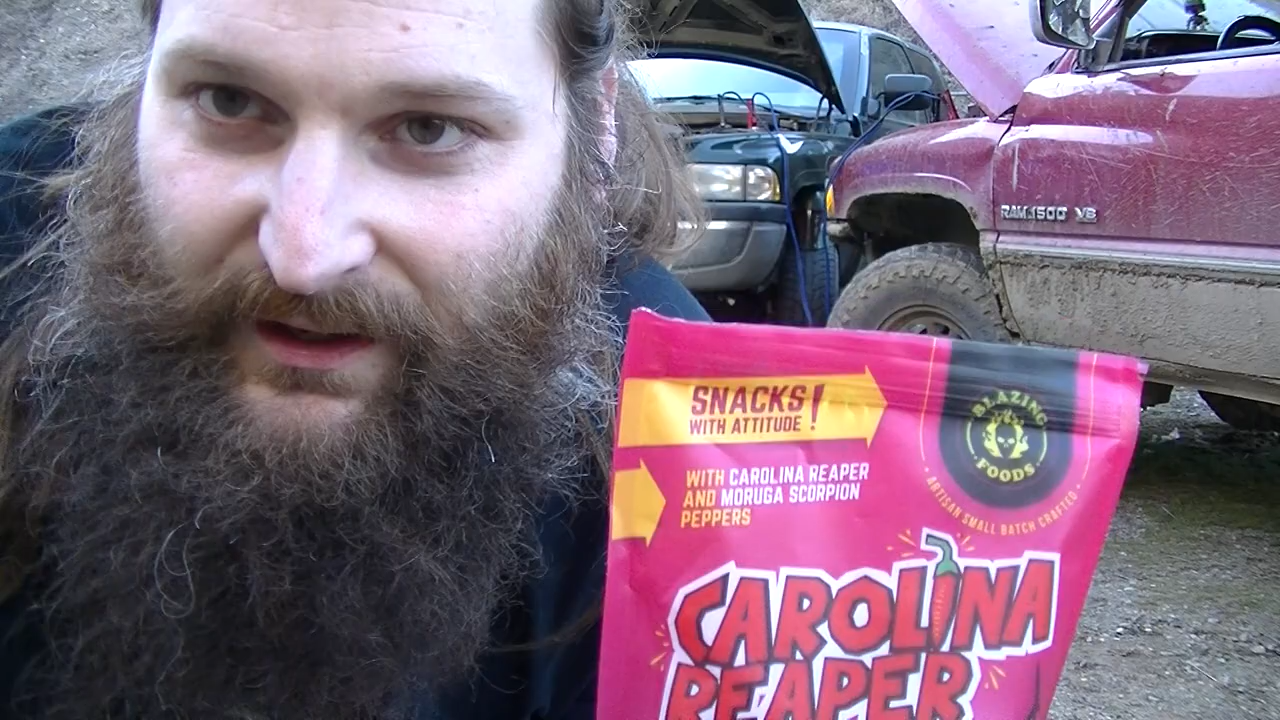 RAM 1500 V8
SNACKS!
WITH ATTITUDE
WITH CAROLINA REAPER
AND MORUGA SCORPION
PEPPERS
BLAZING
FOODS
ARTISAN SMALL BATCH CRAFTED
CAROLINA
REAPER